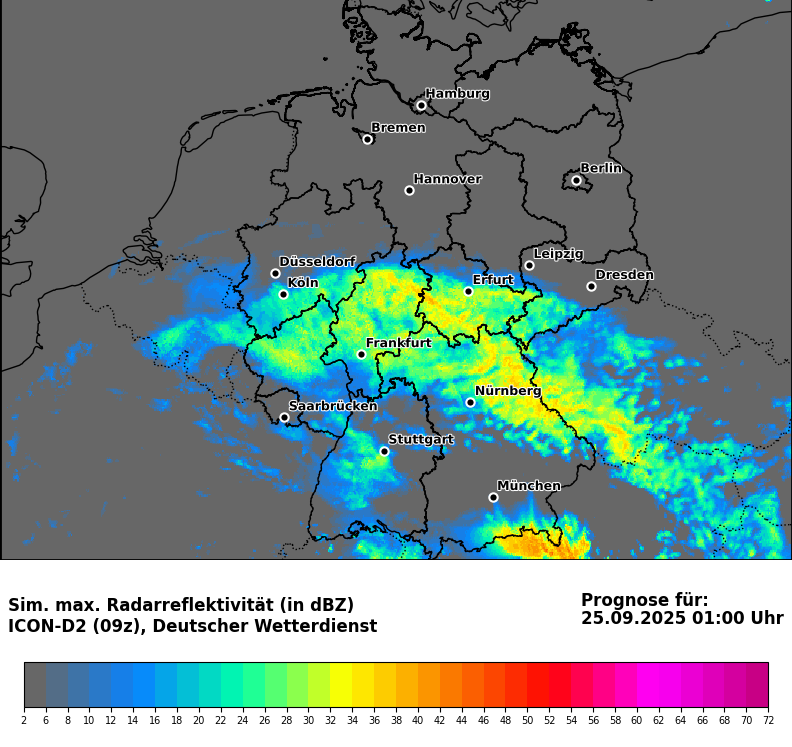 Hamburg
Bremen
Berlin
Hannover
Leipzig
Düsseldorf
Dresden
Erfurt
Köln
Frankfurt
Nürnberg
Saarbrücken
Stuttgart
München
Sim. max. Radarreflektivität (in dBZ)
ICON-D2 (09z), Deutscher Wetterdienst
Prognose für:
25.09.2025 01:00 Uhr
2 6 8 10 12 14 16 18 20 22 24 26 28 30 32 34 36 38 40 42 44 46 48 50 52 54 56 58 60 62 64 66 68 70 72